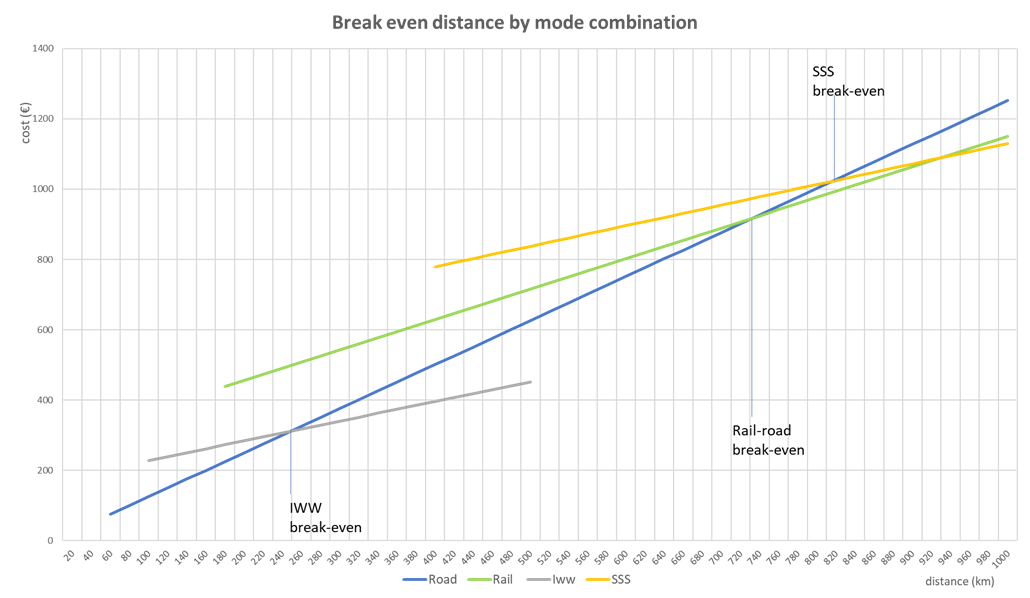 Break even distance by mode combination
1400
SSS
break-even
cost (€)
1200
1000
800
600
400
Rail-road
break-even
200
IWW
break-even
0
20 40 60 80 100 120 140 160 180 200 220 240 260 280 300 320 340 360 380 400 420 440 460 480 500 520 540 560 580 600 620 640 660 680 700 720 740 760 780 800 820 840 860 880 900 920 940 960 980 1000
Road Rail Iww SSS
distance (km)